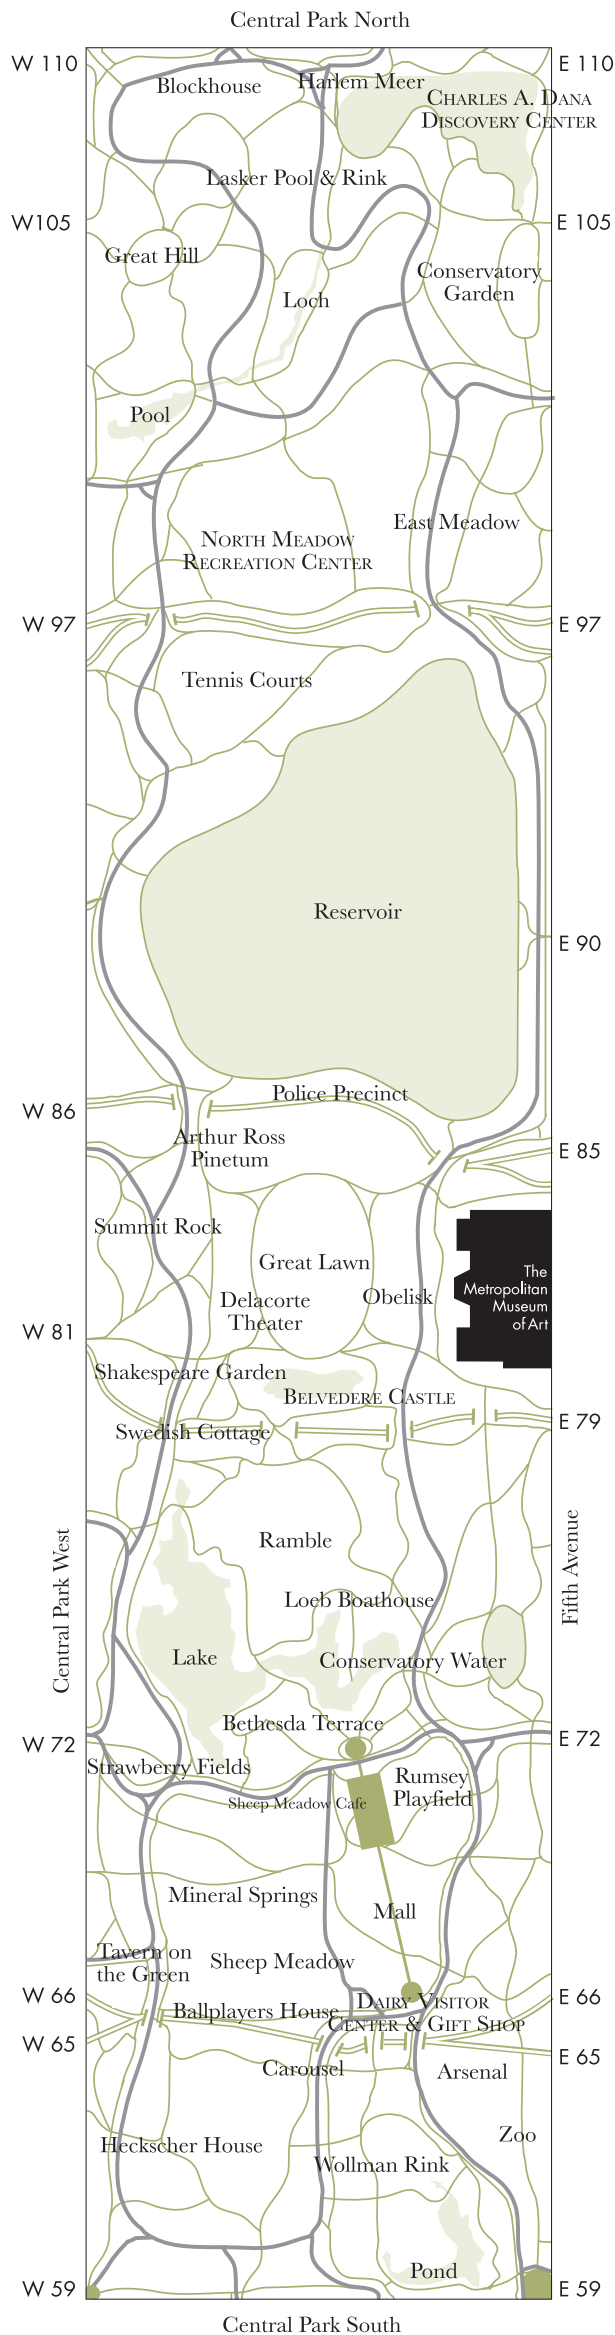 Central Park North
W 110
E 110
Blockhouse
Harlem Meer
CHARLES A. DANA
DISCOVERY CENTER
Lasker Pool & Rink
W105
E 105
Great Hill
Conservatory
Garden
Loch
Pool
East Meadow
NORTH MEADOW
RECREATION CENTER
W 97
E 97
Tennis Courts
Reservoir
E 90
Police Precinct
W 86
Arthur Ross
Pinetum
E 85
Summit Rock
Great Lawn
The
Metropolitan
Museum
of Art
Delacorte
Theater
Obelisk
W 81
Shakespeare Garden
BELVEDERE CASTLE
Swedish Cottage
E 79
Ramble
Central Park West
Fifth Avenue
Loeb Boathouse
Lake
Conservatory Water
Bethesda Terrace
W 72
E 72
Strawberry Fields
Rumsey
Playfield
Sheep Meadow Cafe
Mineral Springs
Mall
Tavern on
the Green
Sheep Meadow
W 66
E 66
Ballplayers House
DAIRY VISITOR
CENTER & GIFT SHOP
W 65
E 65
Carousel
Arsenal
Zoo
Heckscher House
Wollman Rink
Pond
W 59
E 59
Central Park South